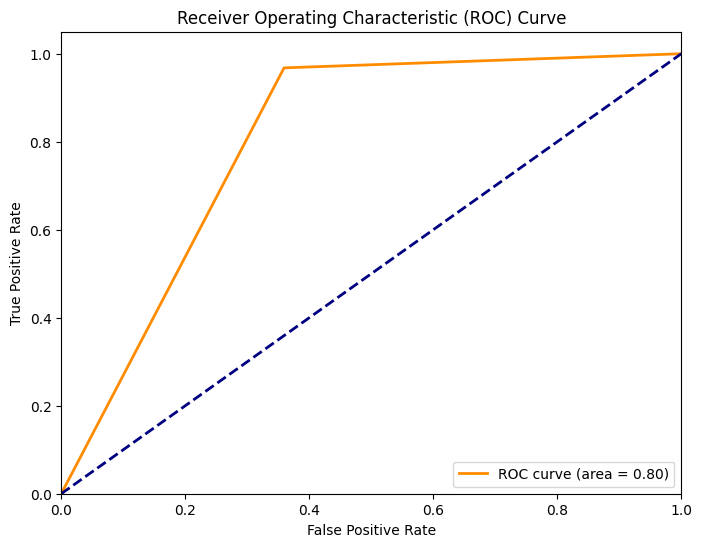 Receiver Operating Characteristic (ROC) Curve
1.0
0.8
0.6
0.4
0.2
0.0
True Positive Rate
ROC curve (area = 0.80)
0.0 0.2 0.4 0.6 0.8 1.0
False Positive Rate